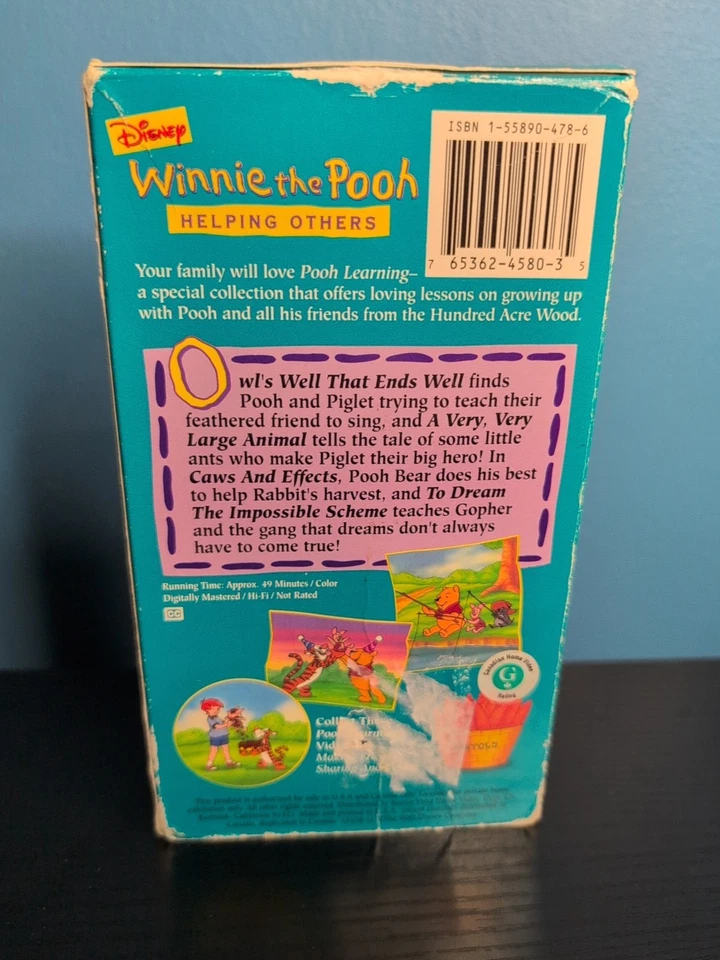 Disney
ISBN 1-55890-478-6
Winnie the Pooh
HELPING OTHERS
7 65362-4580-3 5
Your family will love Pooh Learning–
a special collection that offers loving lessons on growing up
with Pooh and all his friends from the Hundred Acre Wood.
Owl's Well That Ends Well finds
Pooh and Piglet trying to teach their
feathered friend to sing, and A Very, Very
Large Animal tells the tale of some little
ants who make Piglet their big hero! In
Caws And Effects, Pooh Bear does his best
to help Rabbit's harvest, and To Dream
The Impossible Scheme teaches Gopher
and the gang that dreams don't always
have to come true!
Running Time: Approx. 49 Minutes / Color
Digitally Mastered / Hi-Fi / Not Rated
CC
Canadian Home Video
G
Sharing